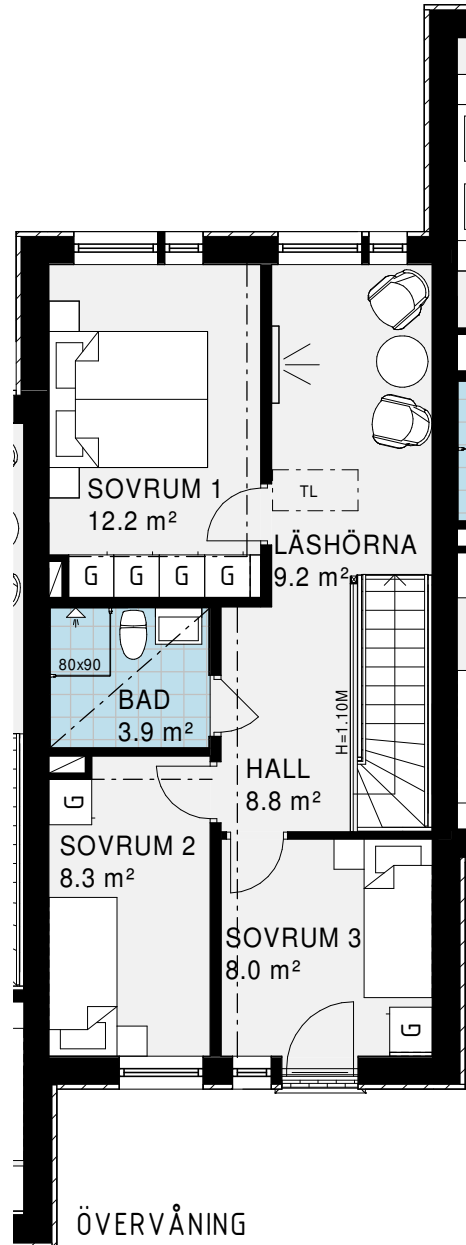 SOVRUM 1
12.2 m²
TL
LÄSHÖRNA
9.2 m²
G G G G
80x90
BAD
3.9 m²
H=1.10M
HALL
8.8 m²
G
SOVRUM 2
8.3 m²
SOVRUM 3
8.0 m²
G
ÖVERVÅNING